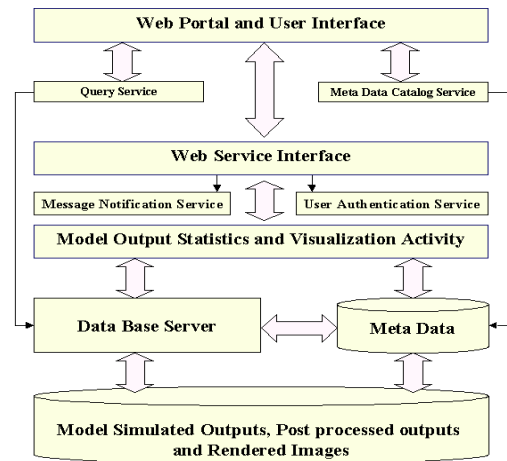 Web Portal and User Interface
Query Service
Meta Data Catalog Service
Web Service Interface
Message Notification Service
User Authentication Service
Model Output Statistics and Visualization Activity
Data Base Server
Meta Data
Model Simulated Outputs, Post processed outputs
and Rendered Images